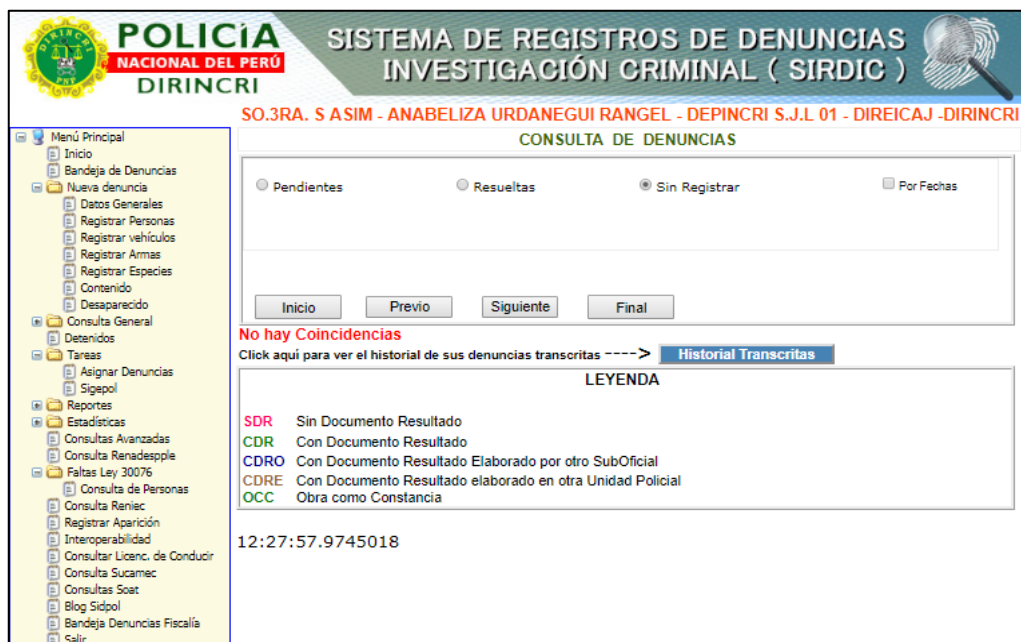 DIRINCRI
PNP
POLICÍA
NACIONAL DEL PERÚ
DIRINCRI
SISTEMA DE REGISTROS DE DENUNCIAS
INVESTIGACIÓN CRIMINAL ( SIRDIC )
SO.3RA. S ASIM - ANABELIZA URDANEGUI RANGEL - DEPINCRI S.J.L 01 - DIREICAJ -DIRINCRI
Menú Principal
Inicio
Bandeja de Denuncias
Nueva denuncia
Datos Generales
Registrar Personas
Registrar vehículos
Registrar Armas
Registrar Especies
Contenido
Desaparecido
Consulta General
Detenidos
Tareas
Asignar Denuncias
Sigepol
Reportes
Estadísticas
Consultas Avanzadas
Consulta Renadespple
Faltas Ley 30076
Consulta de Personas
Consulta Reniec
Registrar Aparición
Interoperabilidad
Consultar Licenc. de Conducir
Consulta Sucamec
Consultas Soat
Blog Sidpol
Bandeja Denuncias Fiscalía
Salir
CONSULTA DE DENUNCIAS
Pendientes Resueltas Sin Registrar Por Fechas
Inicio Previo Siguiente Final
No hay Coincidencias
Click aquí para ver el historial de sus denuncias transcritas ----> Historial Transcritas
LEYENDA
SDR Sin Documento Resultado
CDR Con Documento Resultado
CDRO Con Documento Resultado Elaborado por otro SubOficial
CDRE Con Documento Resultado elaborado en otra Unidad Policial
OCC Obra como Constancia
12:27:57.9745018